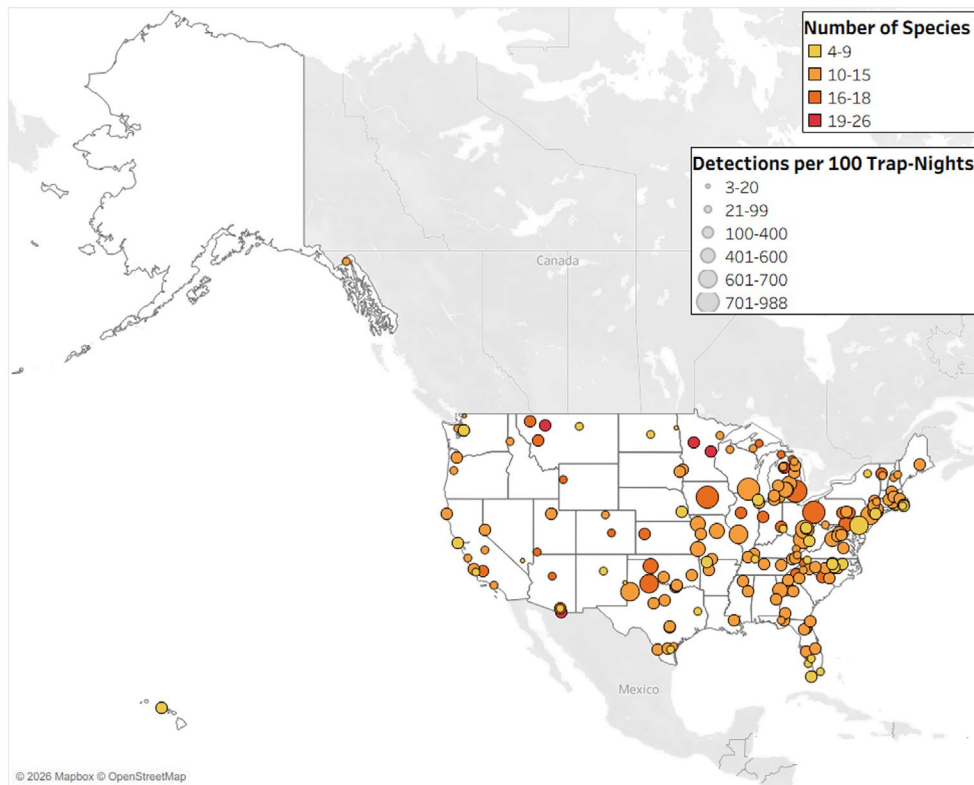 Number of Species
4-9
10-15
16-18
19-26
Detections per 100 Trap-Nights
3-20
21-99
100-400
401-600
601-700
701-988
Canada
Mexico
© 2026 Mapbox © OpenStreetMap